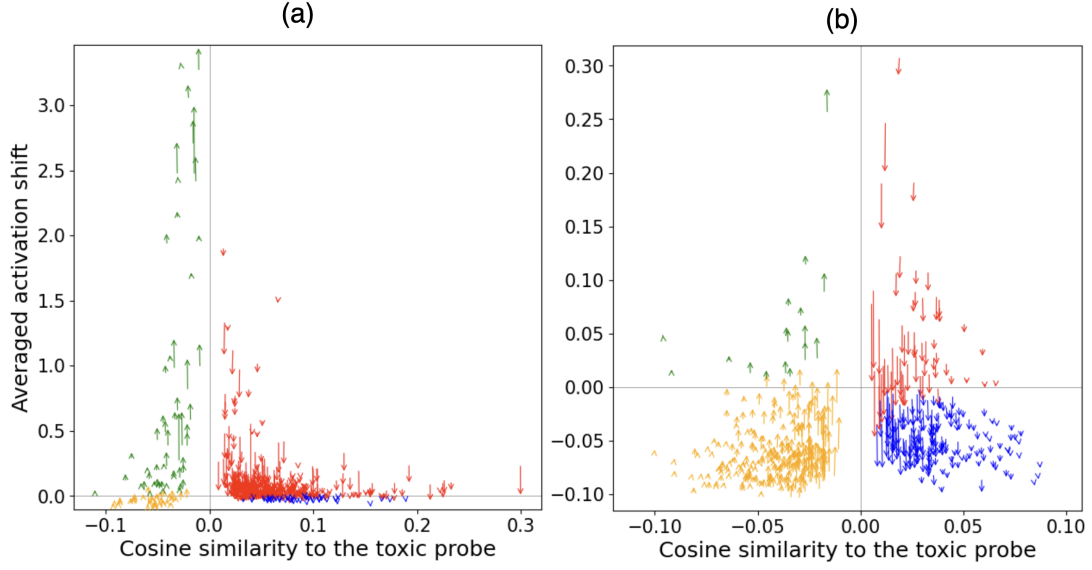 (a)
(b)
Averaged activation shift
3.0
2.5
2.0
1.5
1.0
0.5
0.0
−0.1 0.0 0.1 0.2 0.3
Cosine similarity to the toxic probe
0.30
0.25
0.20
0.15
0.10
0.05
0.00
−0.05
−0.10
−0.10 −0.05 0.00 0.05 0.10
Cosine similarity to the toxic probe